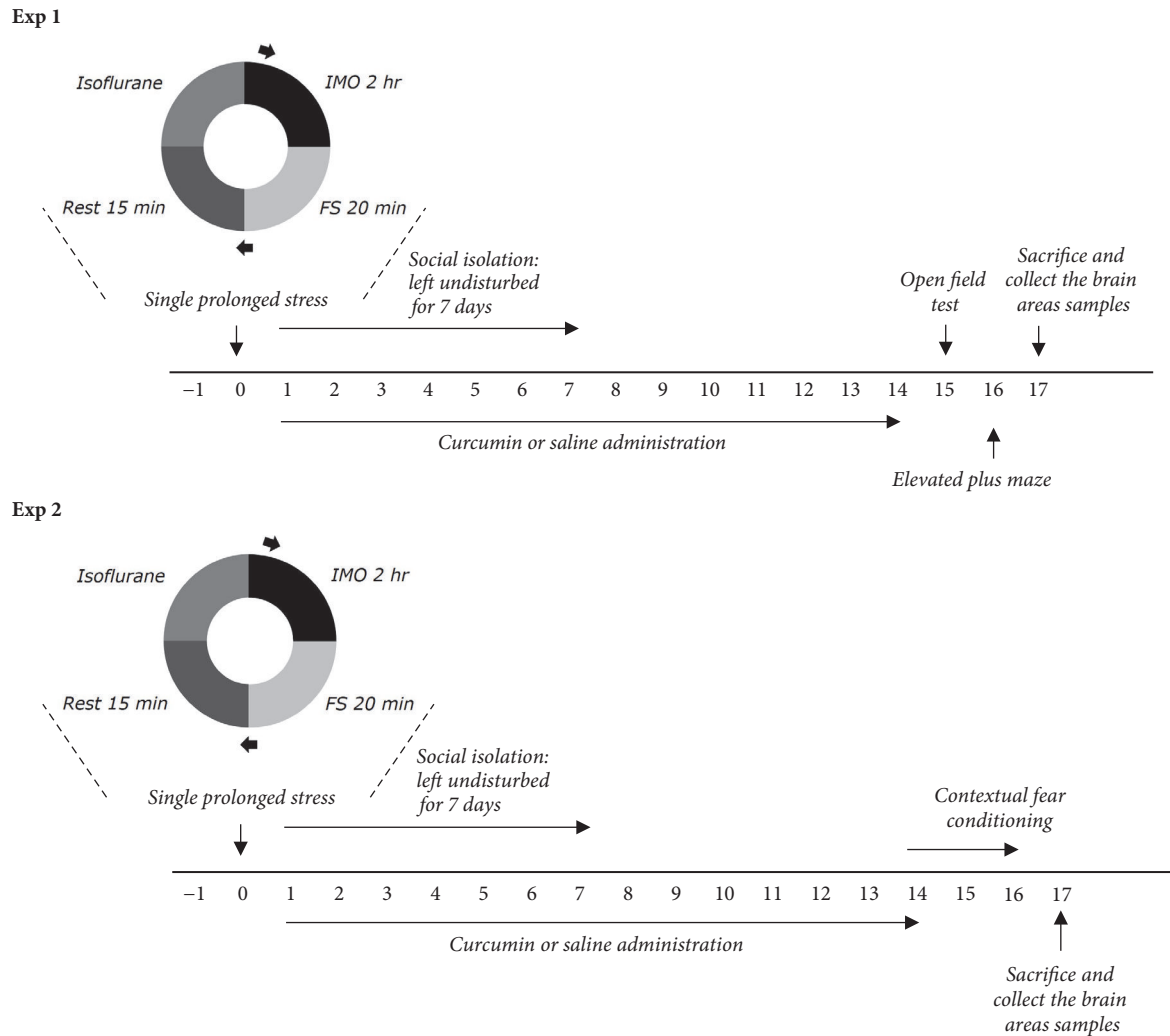 Exp 1
Isoflurane
IMO 2 hr
Rest 15 min
FS 20 min
Single prolonged stress
Social isolation:
left undisturbed
for 7 days
Open field
test
Sacrifice and
collect the brain
areas samples
−1 0 1 2 3 4 5 6 7 8 9 10 11 12 13 14 15 16 17
Curcumin or saline administration
Elevated plus maze
Exp 2
Isoflurane
IMO 2 hr
Rest 15 min
FS 20 min
Single prolonged stress
Social isolation:
left undisturbed
for 7 days
Contextual fear
conditioning
−1 0 1 2 3 4 5 6 7 8 9 10 11 12 13 14 15 16 17
Curcumin or saline administration
Sacrifice and
collect the brain
areas samples